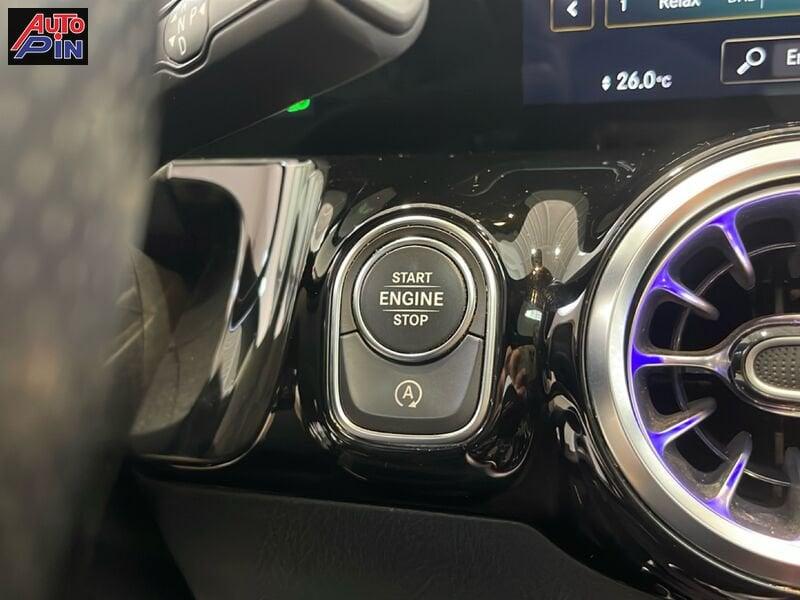 AUTO
PiN
N P
D
1 Relax
26.0°C
START
ENGINE
STOP
A